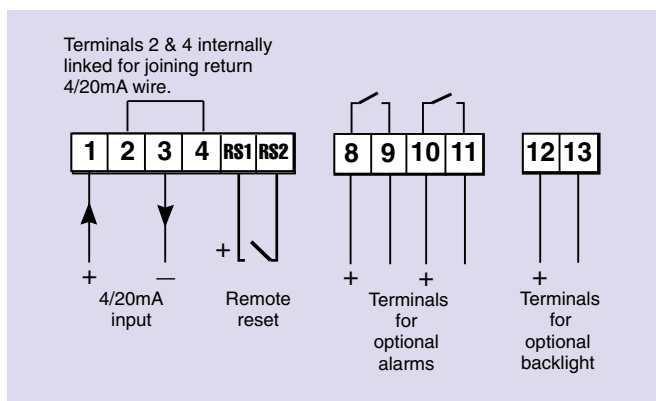 Terminals 2 & 4 internally
linked for joining return
4/20mA wire.
1 2 3 4 RS1 RS2 8 9 10 11 12 13
+ — + + + +
4/20mA
input
Remote
reset
Terminals
for
optional
alarms
Terminals
for
optional
backlight